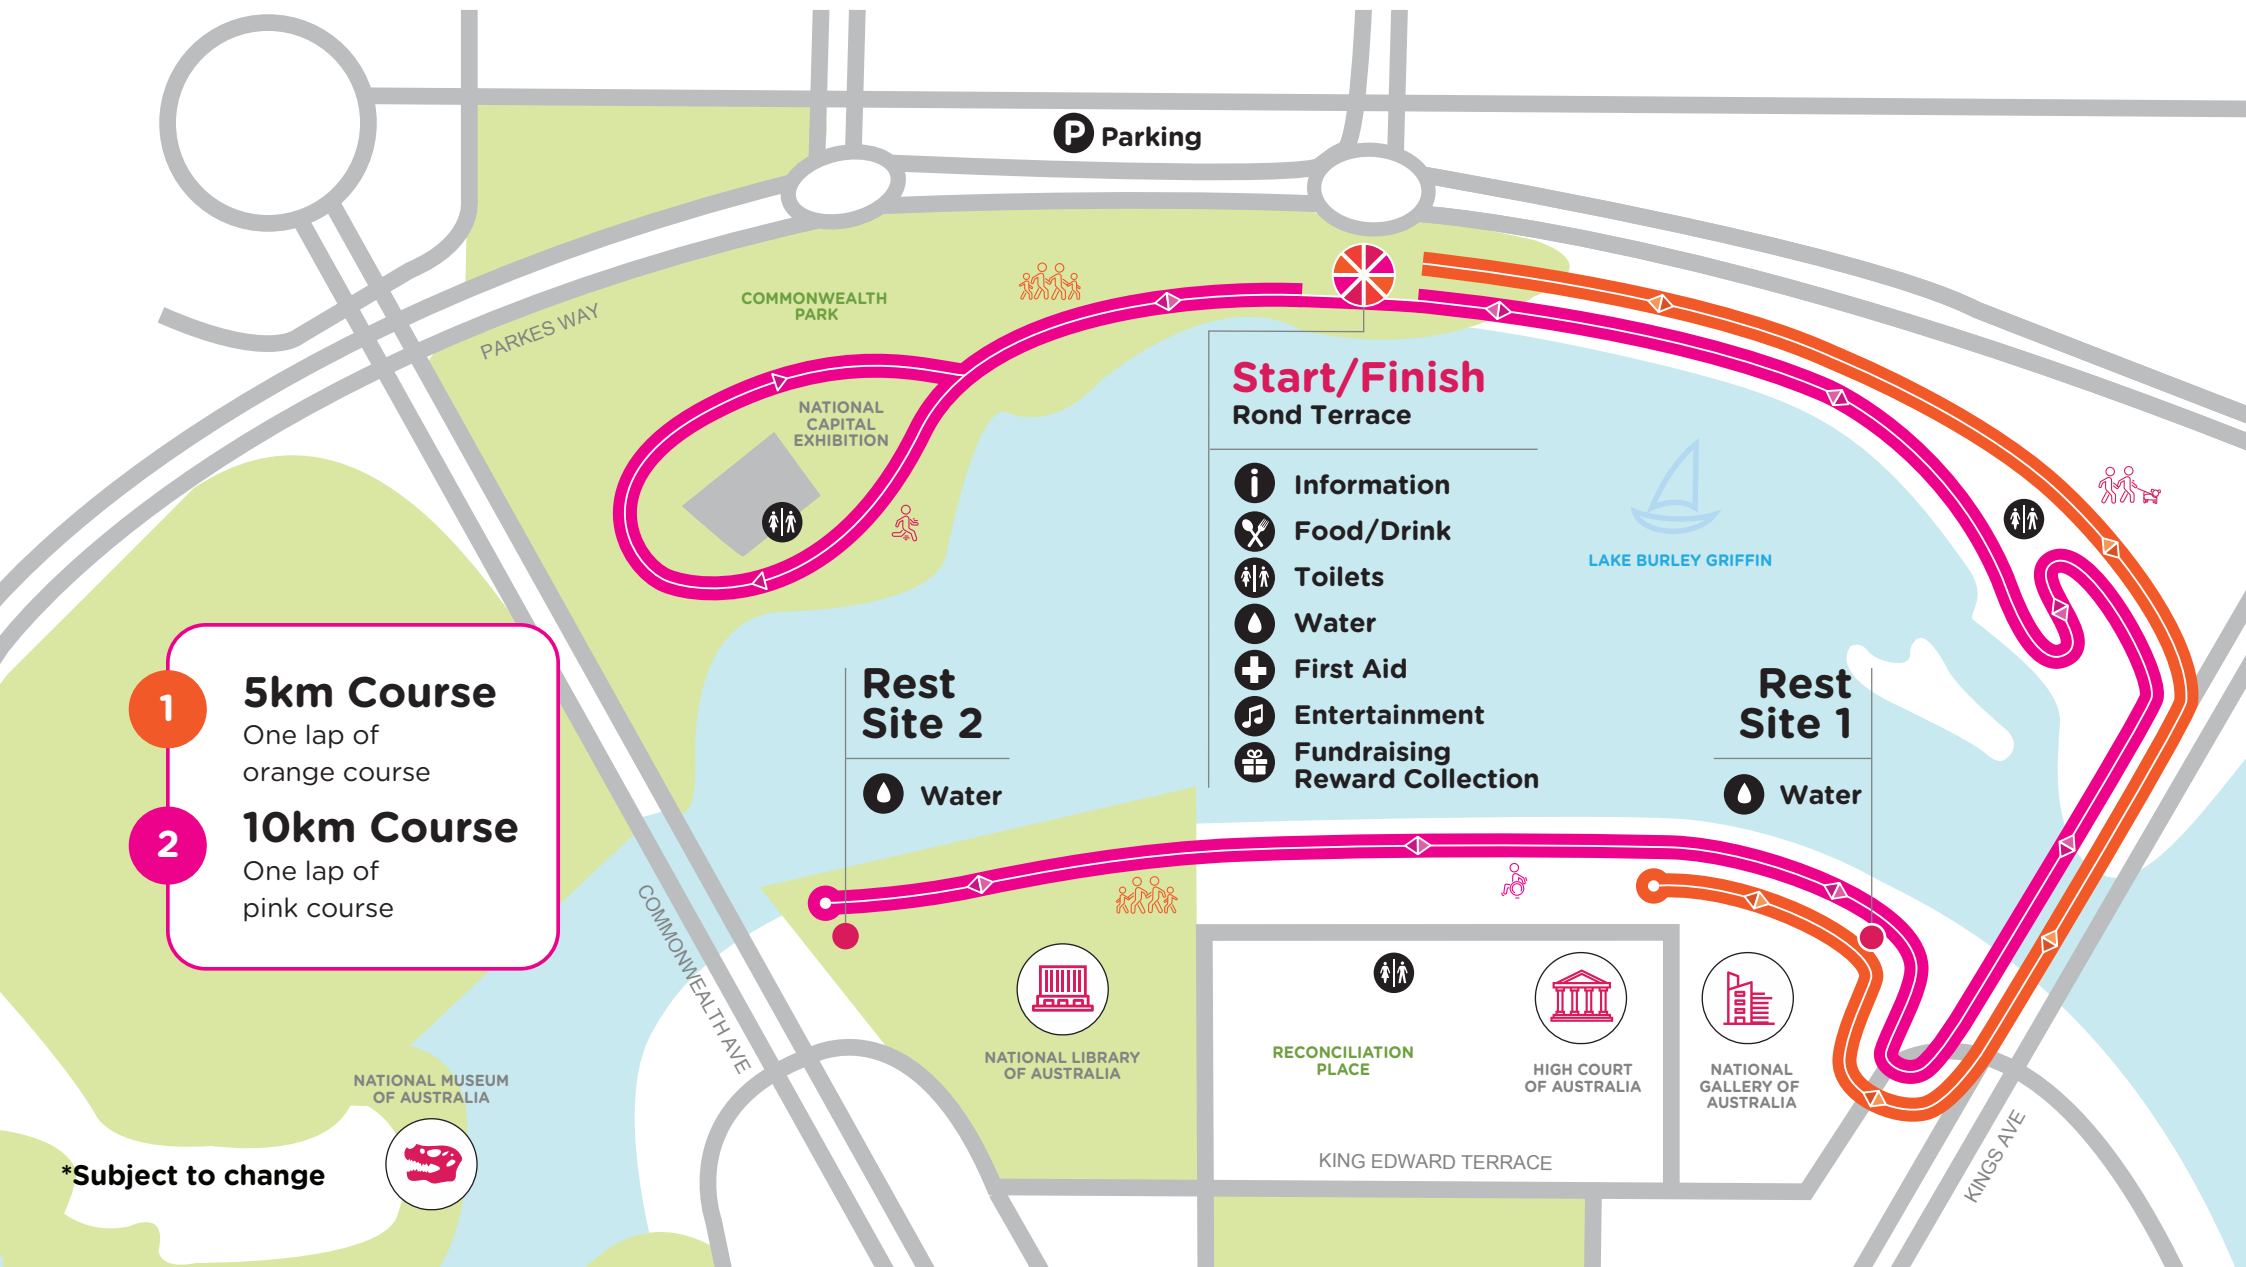 P Parking
COMMONWEALTH
PARK
PARKES WAY
NATIONAL
CAPITAL
EXHIBITION
Start/Finish
Rond Terrace
i Information
Food/Drink
Toilets
Water
First Aid
Entertainment
Fundraising
Reward Collection
LAKE BURLEY GRIFFIN
Rest
Site 2
Water
Rest
Site 1
Water
1
5km Course
One lap of
orange course
2
10km Course
One lap of
pink course
COMMONWEALTH AVE
NATIONAL LIBRARY
OF AUSTRALIA
RECONCILIATION
PLACE
HIGH COURT
OF AUSTRALIA
NATIONAL
GALLERY OF
AUSTRALIA
NATIONAL MUSEUM
OF AUSTRALIA
KING EDWARD TERRACE
KINGS AVE
*Subject to change